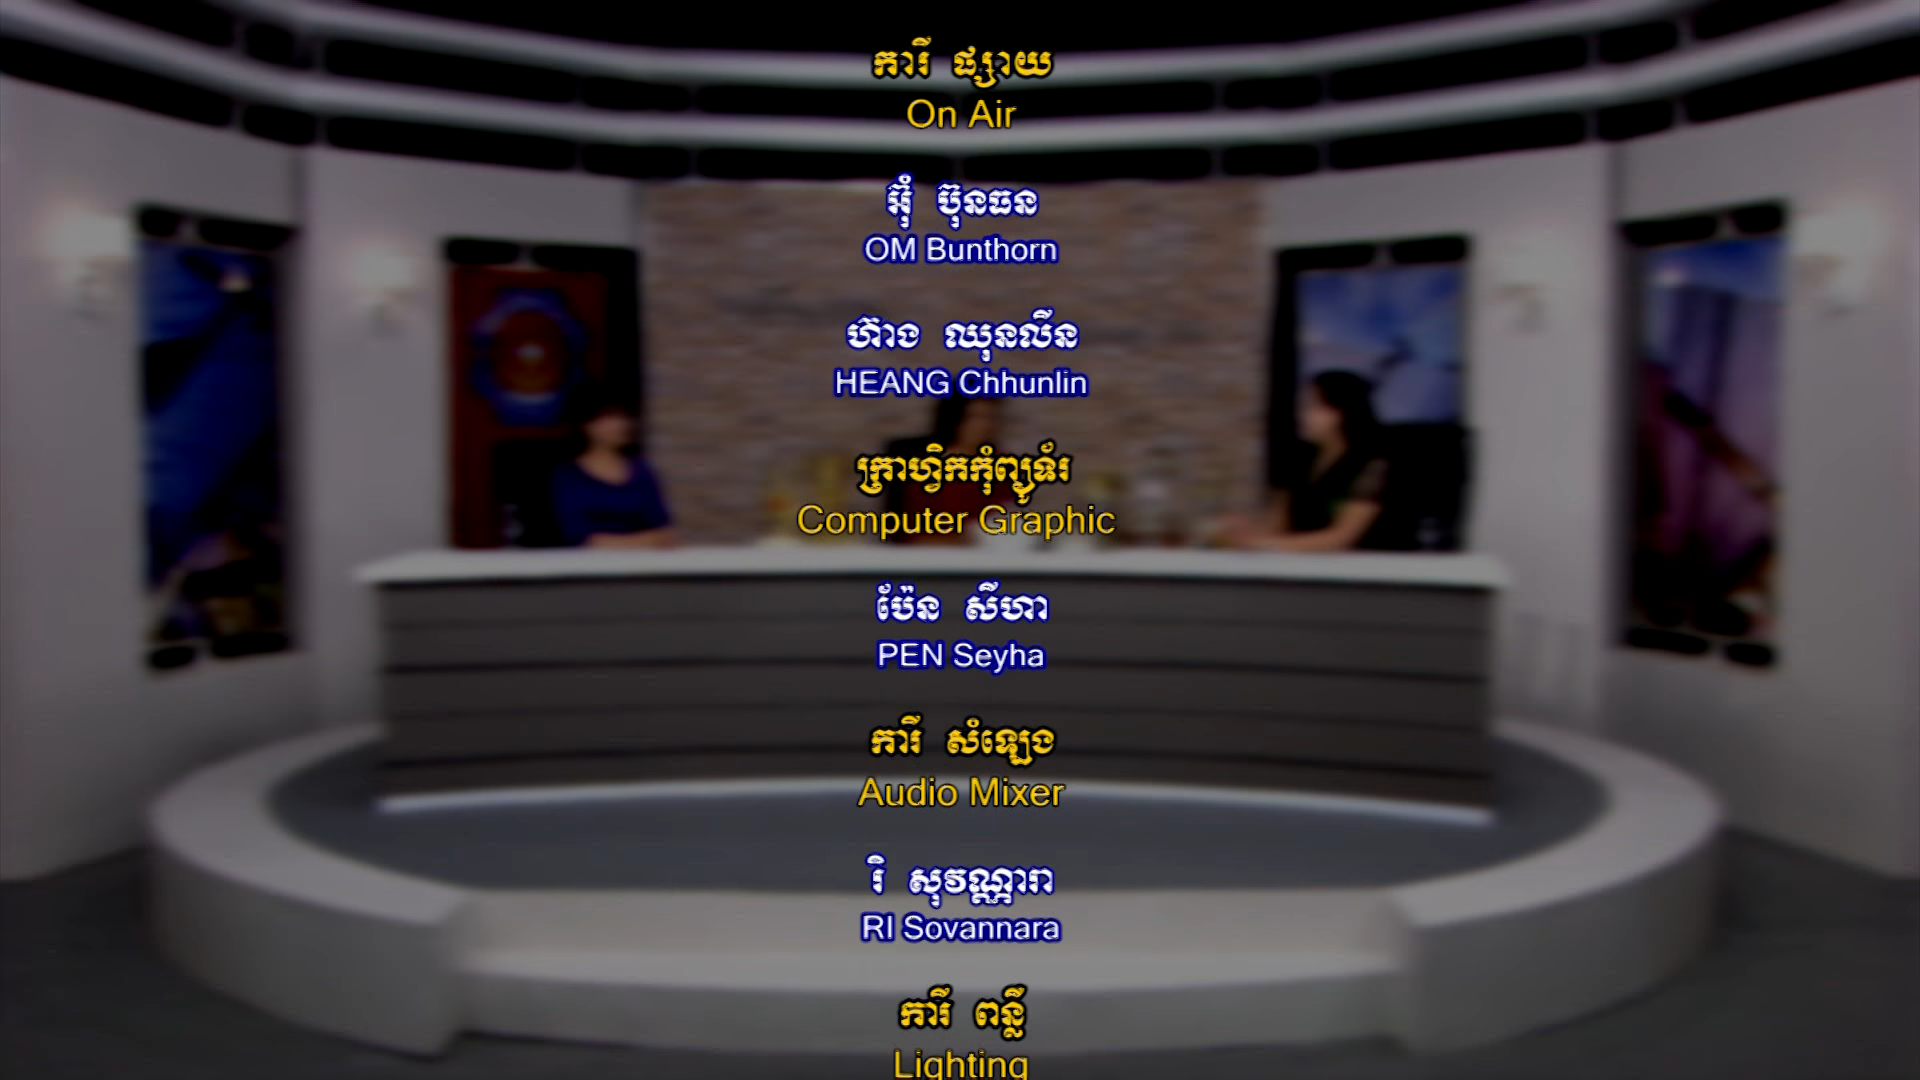 ការី ផ្សាយ
On Air
អ៊ុំ ប៊ុនធន
OM Bunthorn
ហ៊ាង ឈុនលីន
HEANG Chhunlin
ក្រាហ្វិកកុំព្យូទ័រ
Computer Graphic
ប៉ែន សីហា
PEN Seyha
ការី សំឡេង
Audio Mixer
រិ សុវណ្ណារា
RI Sovannara
ការី ពន្លឺ
Lighting